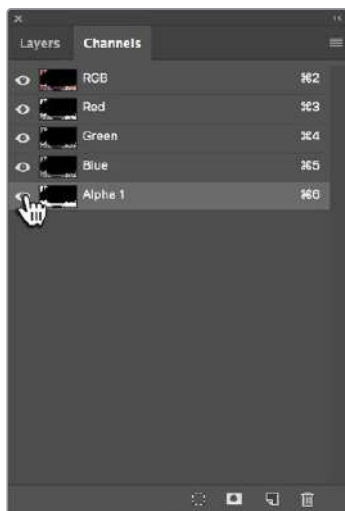 Layers Channels
RGB ⌘2
Red ⌘3
Green ⌘4
Blue ⌘5
Alpha 1 ⌘6